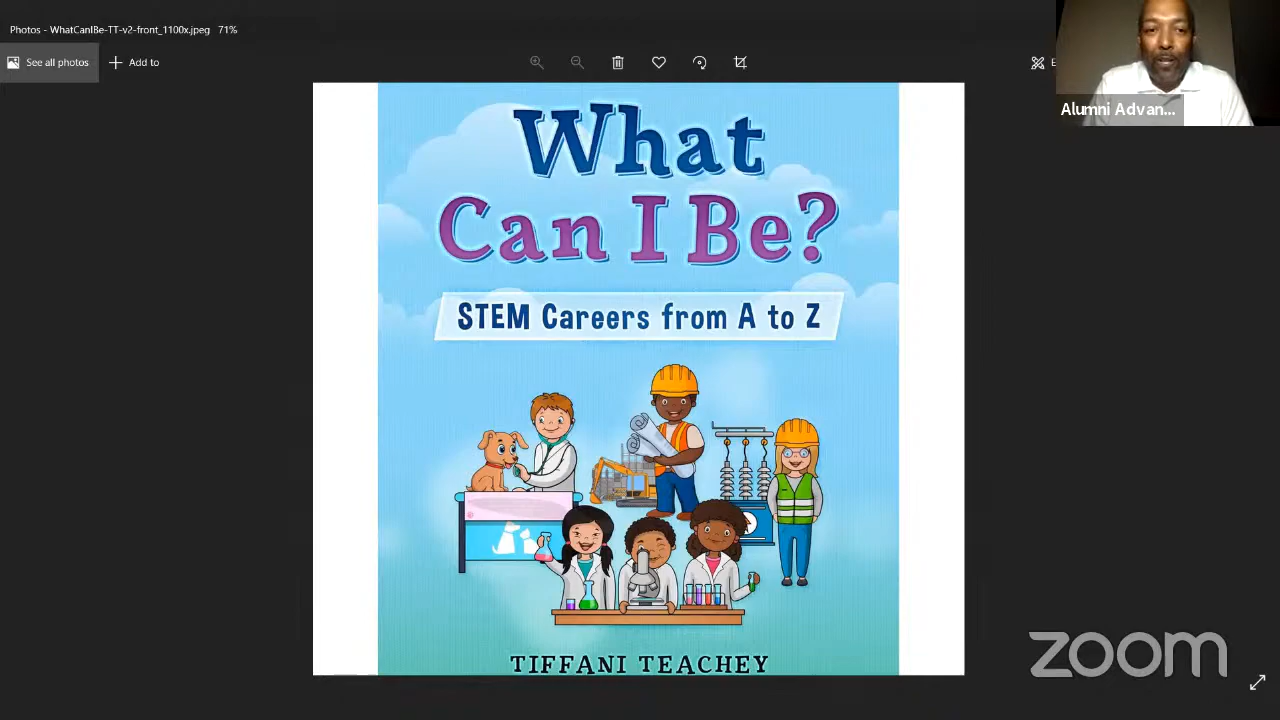 Photos - WhatCanIBe-TT-v2-front_1100x.jpeg 71%
See all photos
Add to
Alumni Advan...
What
Can I Be?
STEM Careers from A to Z
TIFFANI TEACHEY
zoom